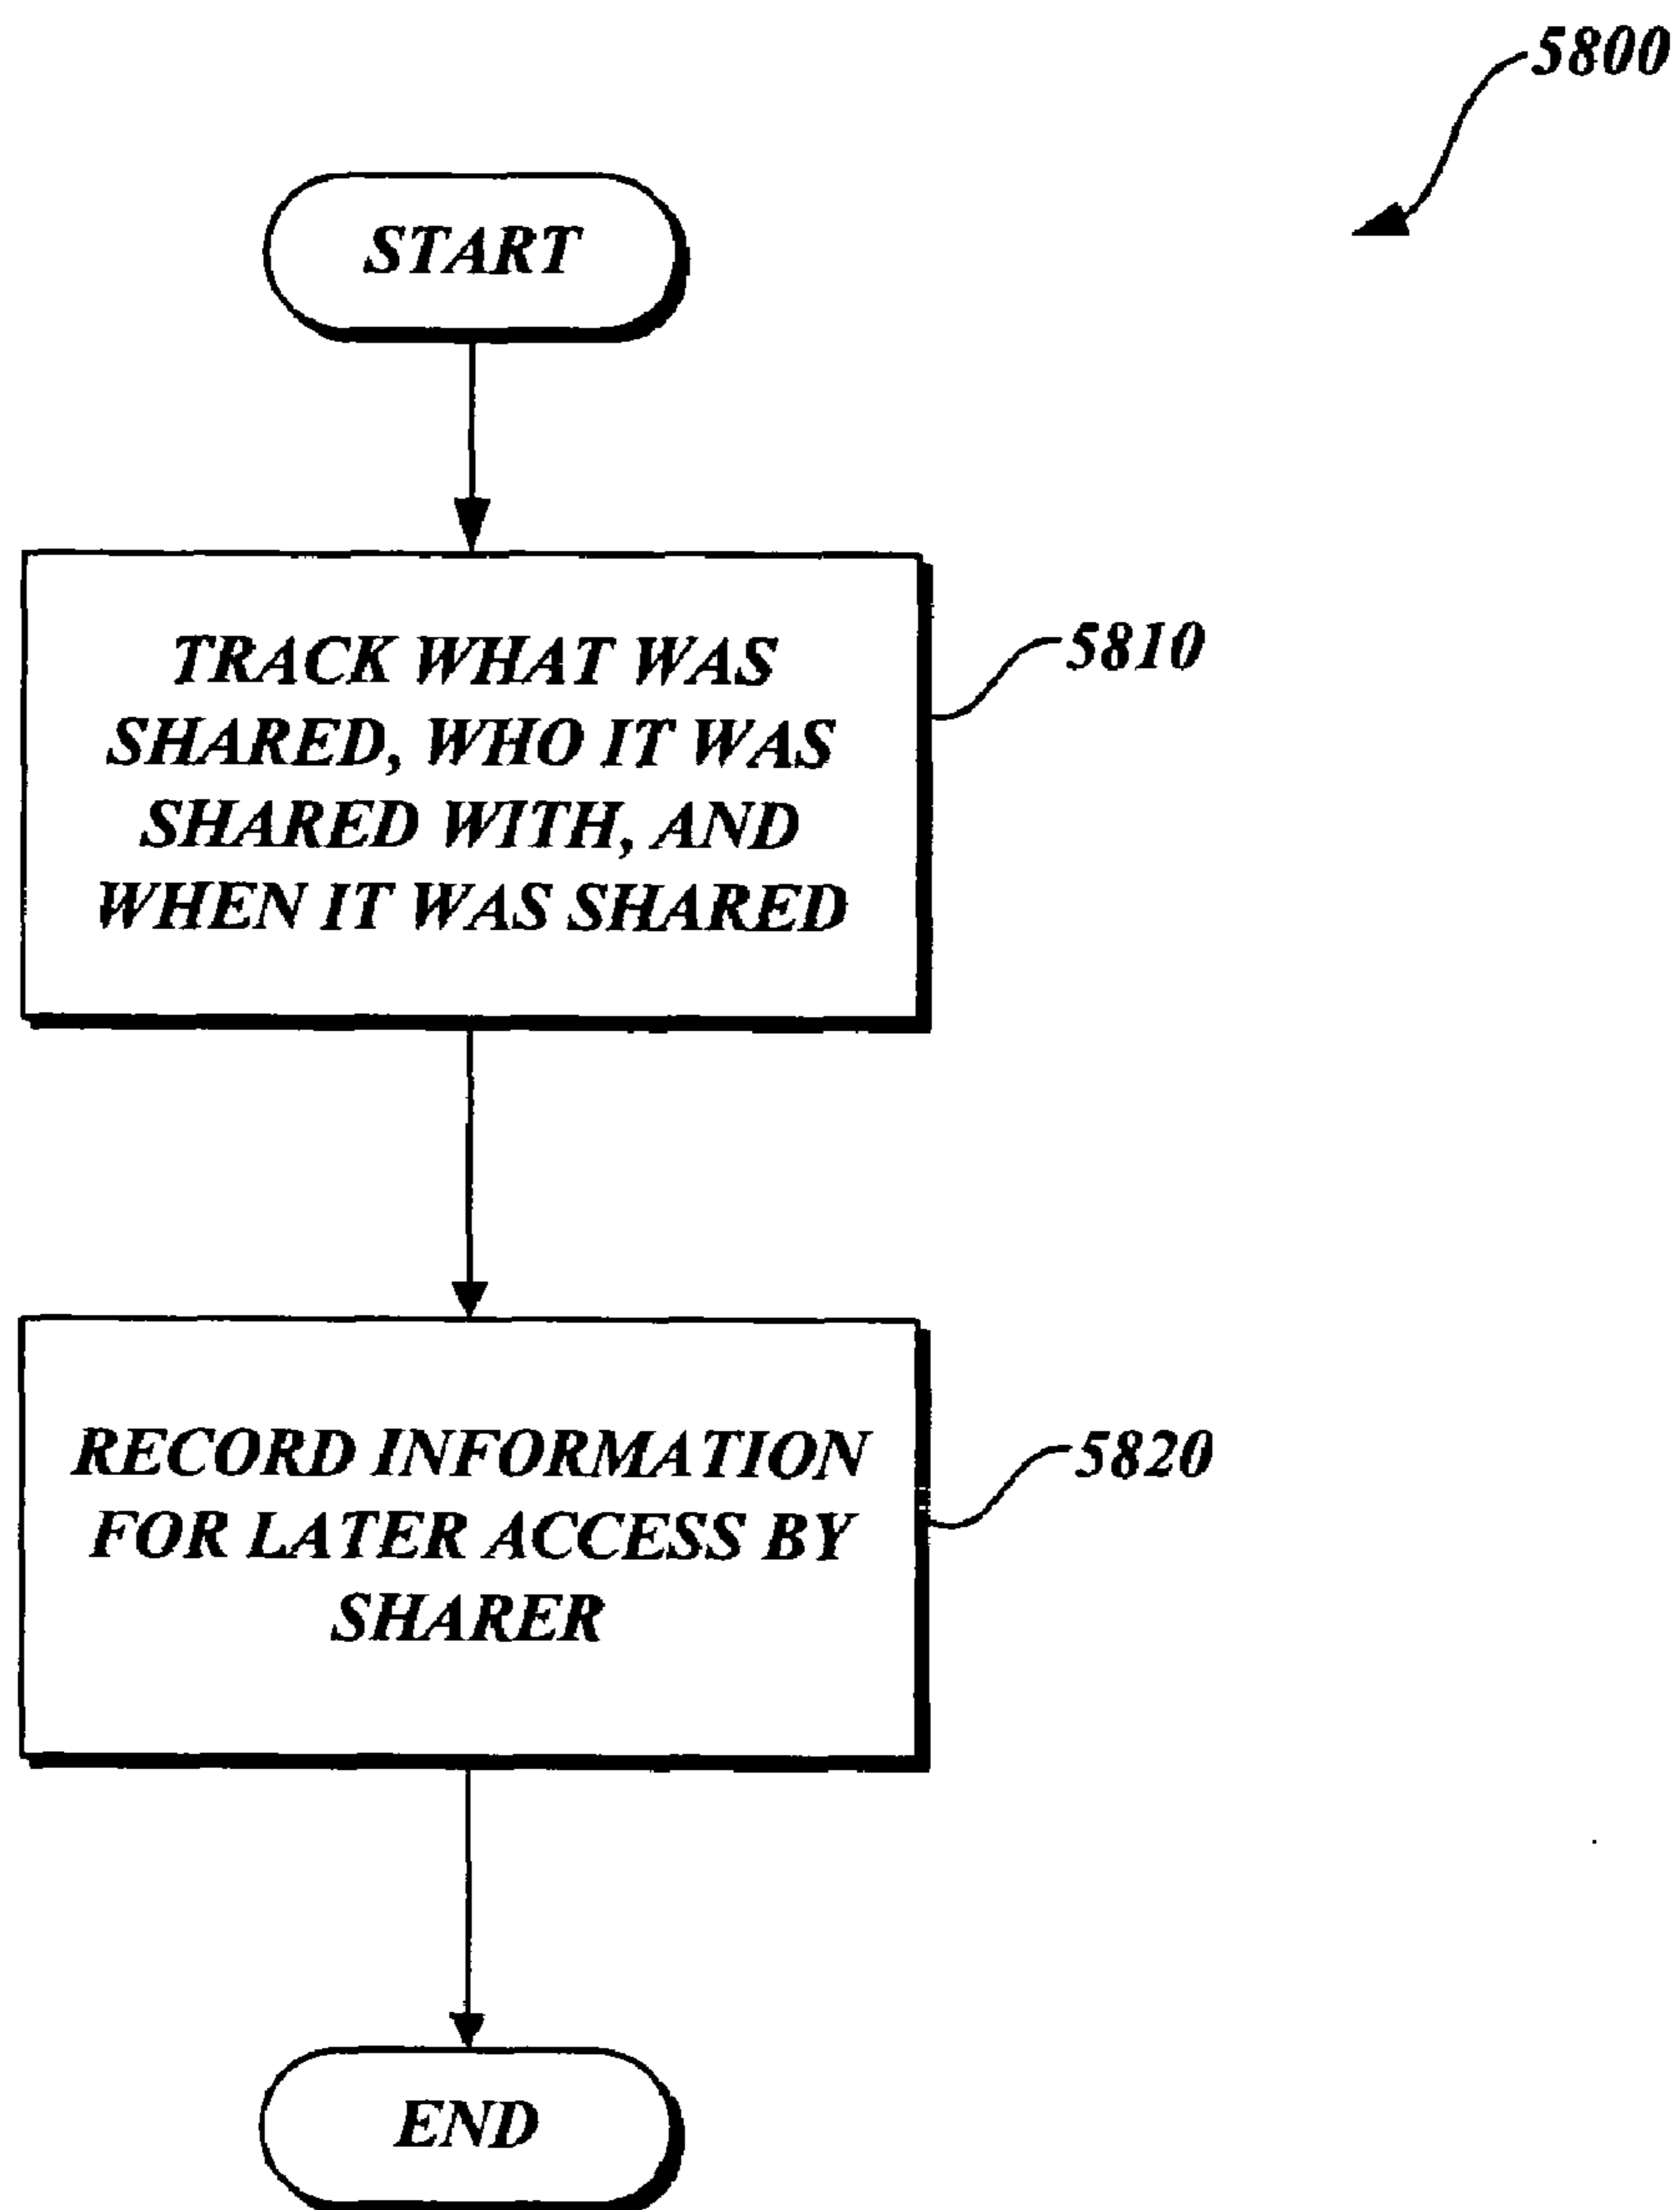 5800
START
TRACK WHAT WAS
SHARED, WHO IT WAS
SHARED WITH, AND
WHEN IT WAS SHARED
5810
RECORD INFORMATION
FOR LATER ACCESS BY
SHARER
5820
END